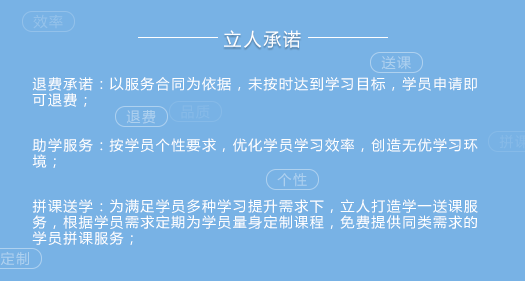 效率
立人承诺
送课
退费承诺：以服务合同为依据，未按时达到学习目标，学员申请即
可退费；
品质
退费
助学服务：按学员个性要求，优化学员学习效率，创造无优学习环
境；
拼课
个性
拼课送学：为满足学员多种学习提升需求下，立人打造学一送课服
务，根据学员需求定期为学员量身定制课程，免费提供同类需求的
学员拼课服务；
定制